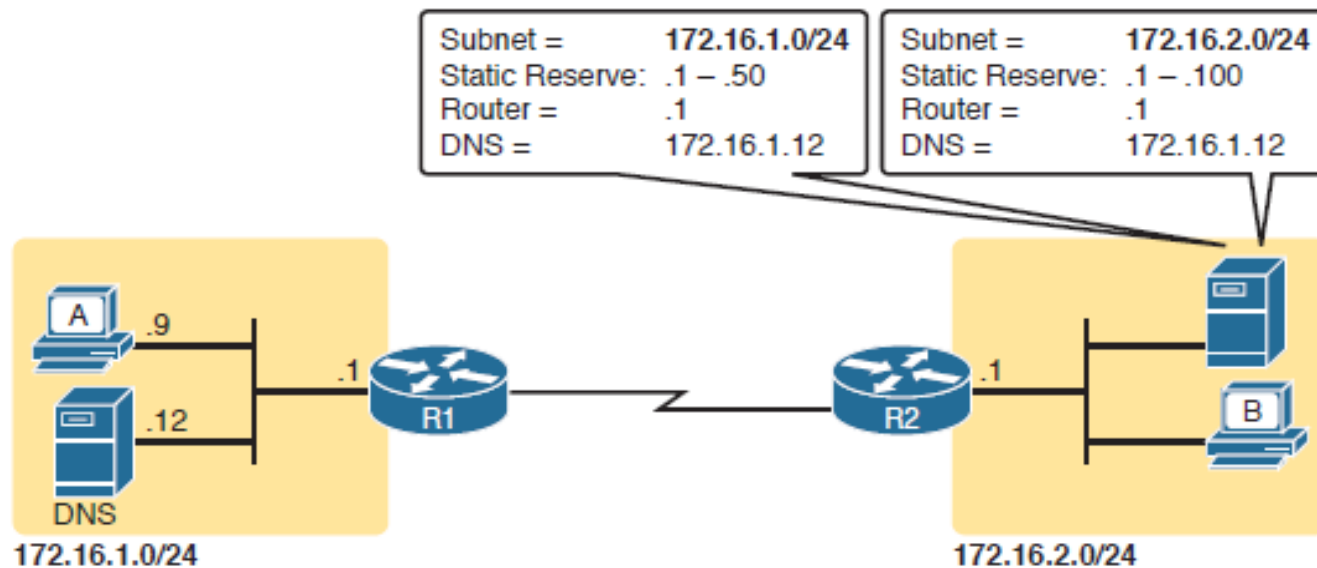 Subnet = 172.16.1.0/24
Static Reserve: .1 – .50
Router = .1
DNS = 172.16.1.12
Subnet = 172.16.2.0/24
Static Reserve: .1 – .100
Router = .1
DNS = 172.16.1.12
A
.9
.12
DNS
.1
R1
R2
.1
B
172.16.1.0/24
172.16.2.0/24